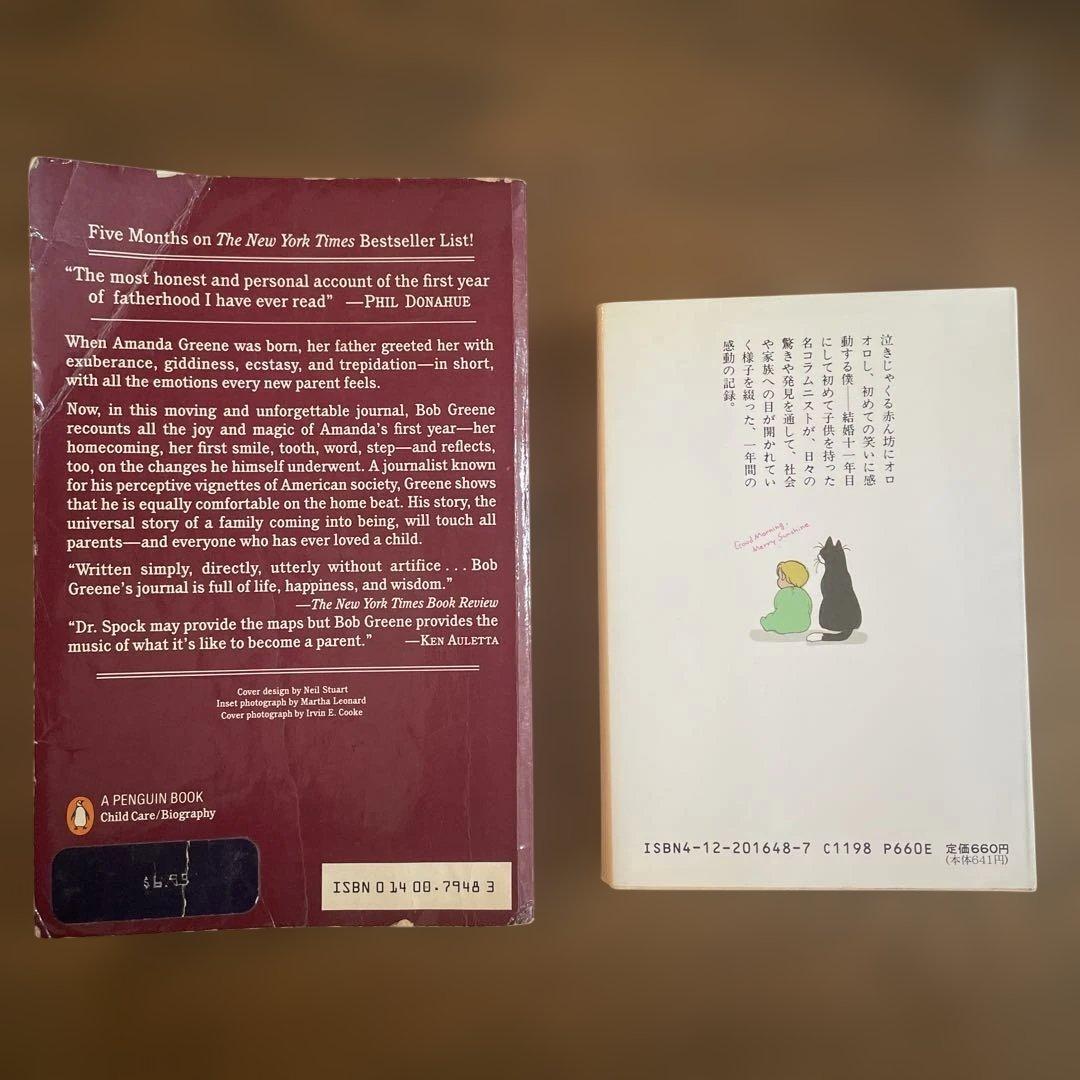 Five Months on The New York Times Bestseller List!
“The most honest and personal account of the first year
of fatherhood I have ever read” —PHIL DONAHUE
When Amanda Greene was born, her father greeted her with
exuberance, giddiness, ecstasy, and trepidation—in short,
with all the emotions every new parent feels.
Now, in this moving and unforgettable journal, Bob Greene
recounts all the joy and magic of Amanda’s first year—her
homecoming, her first smile, tooth, word, step—and reflects,
too, on the changes he himself underwent. A journalist known
for his perceptive vignettes of American society, Greene shows
that he is equally comfortable on the home beat. His story, the
universal story of a family coming into being, will touch all
parents—and everyone who has ever loved a child.
“Written simply, directly, utterly without artifice . . . Bob
Greene’s journal is full of life, happiness, and wisdom.”
—The New York Times Book Review
“Dr. Spock may provide the maps but Bob Greene provides the
music of what it’s like to become a parent.” —KEN AULETTA
Cover design by Neil Stuart
Inset photograph by Martha Leonard
Cover photograph by Irvin E. Cooke
A PENGUIN BOOK
Child Care/Biography
$6.95
ISBN 0 14 00.7948 3
泣きじゃくる赤ん坊にオロ
オロし、初めての笑いに感
動する僕――結婚十一年目
にして初めて子供を持った
名コラムニストが、日々の
驚きや発見を通して、社会
や家族への目が開かれてい
く様子を綴った、一年間の
感動の記録。
Good Morning,
Merry Sunshine
ISBN4-12-201648-7 C1198 P660E 定価660円
(本体641円)